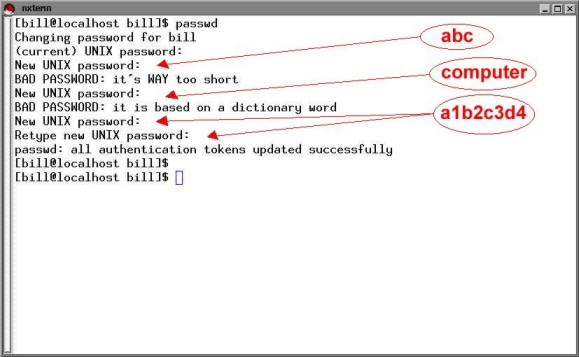 nxterm
[bill@localhost bill]$ passwd
Changing password for bill
(current) UNIX password:
New UNIX password:
abc
BAD PASSWORD: it´s WAY too short
New UNIX password:
computer
BAD PASSWORD: it is based on a dictionary word
New UNIX password:
a1b2c3d4
Retype new UNIX password:
passwd: all authentication tokens updated successfully
[bill@localhost bill]$
[bill@localhost bill]$